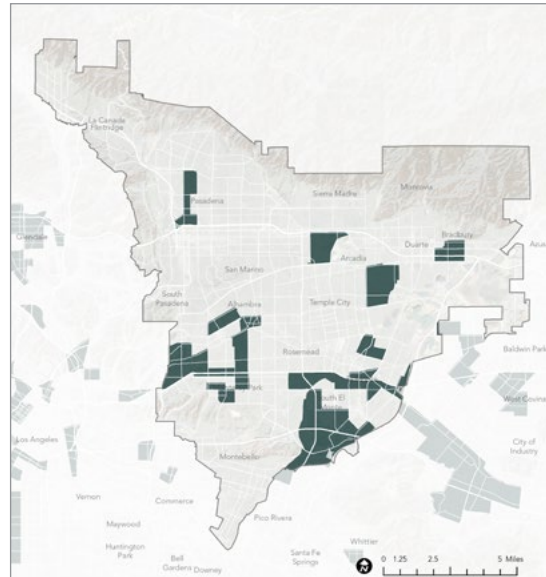 La Canada
Flintridge
Sierra Madre
Monrovia
Pasadena
Glendale
Bradbury
Duarte
Azusa
Arcadia
San Marino
South
Pasadena
Alhambra
Temple City
Rosemead
Baldwin Park
South El
West Covina
Los Angeles
City of
Industry
Montebello
Vernon
Commerce
Pico Rivera
Maywood
Huntington
Park
Bell
Gardens
Downey
Santa Fe
Springs
Whittier
N
0 1.25 2.5 5 Miles